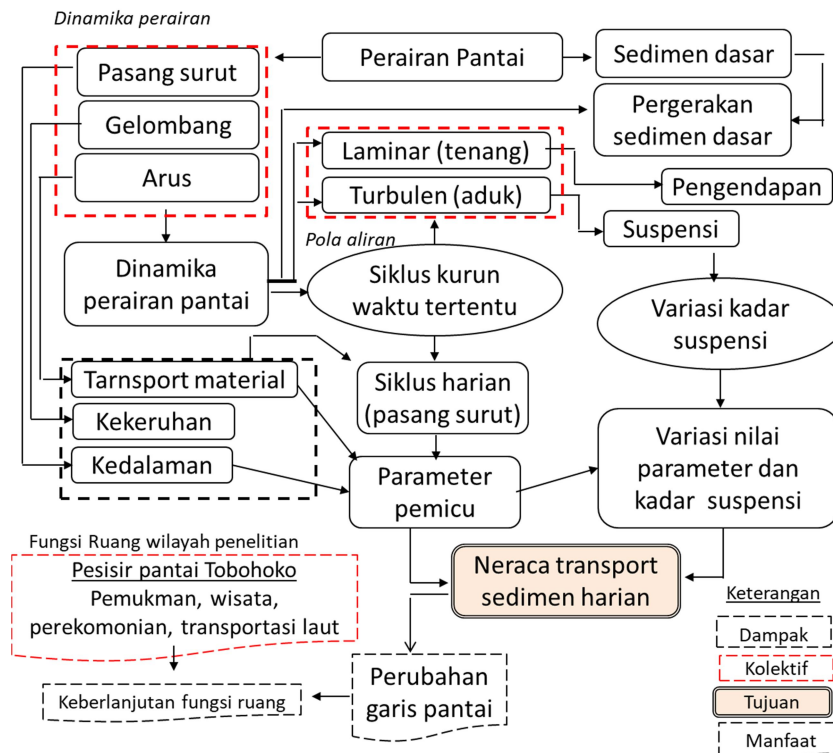 Dinamika perairan
Pasang surut
Gelombang
Arus
Perairan Pantai
Sedimen dasar
Pergerakan
sedimen dasar
Laminar (tenang)
Turbulen (aduk)
Pengendapan
Suspensi
Pola aliran
Dinamika
perairan pantai
Siklus kurun
waktu tertentu
Variasi kadar
suspensi
Tarnsport material
Kekeruhan
Kedalaman
Siklus harian
(pasang surut)
Parameter
pemicu
Variasi nilai
parameter dan
kadar suspensi
Fungsi Ruang wilayah penelitian
Pesisir pantai Tobohoko
Pemukman, wisata,
perekomonian, transportasi laut
Neraca transport
sedimen harian
Perubahan
garis pantai
Keberlanjutan fungsi ruang
Keterangan
Dampak
Kolektif
Tujuan
Manfaat